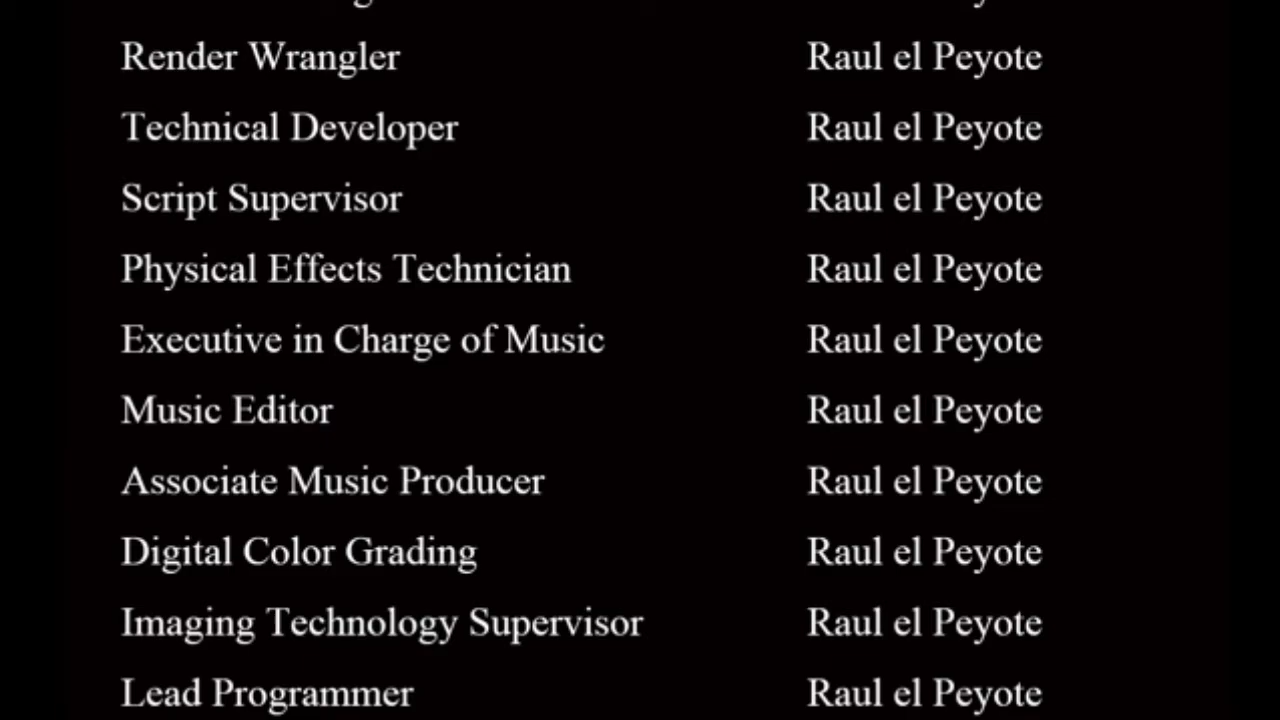 Render Wrangler Raul el Peyote
Technical Developer Raul el Peyote
Script Supervisor Raul el Peyote
Physical Effects Technician Raul el Peyote
Executive in Charge of Music Raul el Peyote
Music Editor Raul el Peyote
Associate Music Producer Raul el Peyote
Digital Color Grading Raul el Peyote
Imaging Technology Supervisor Raul el Peyote
Lead Programmer Raul el Peyote